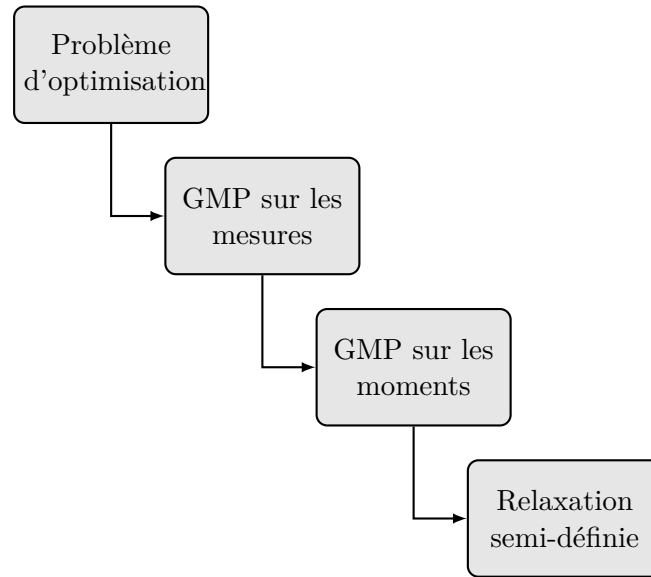 Problème
d'optimisation
GMP sur les
mesures
GMP sur les
moments
Relaxation
semi-définie